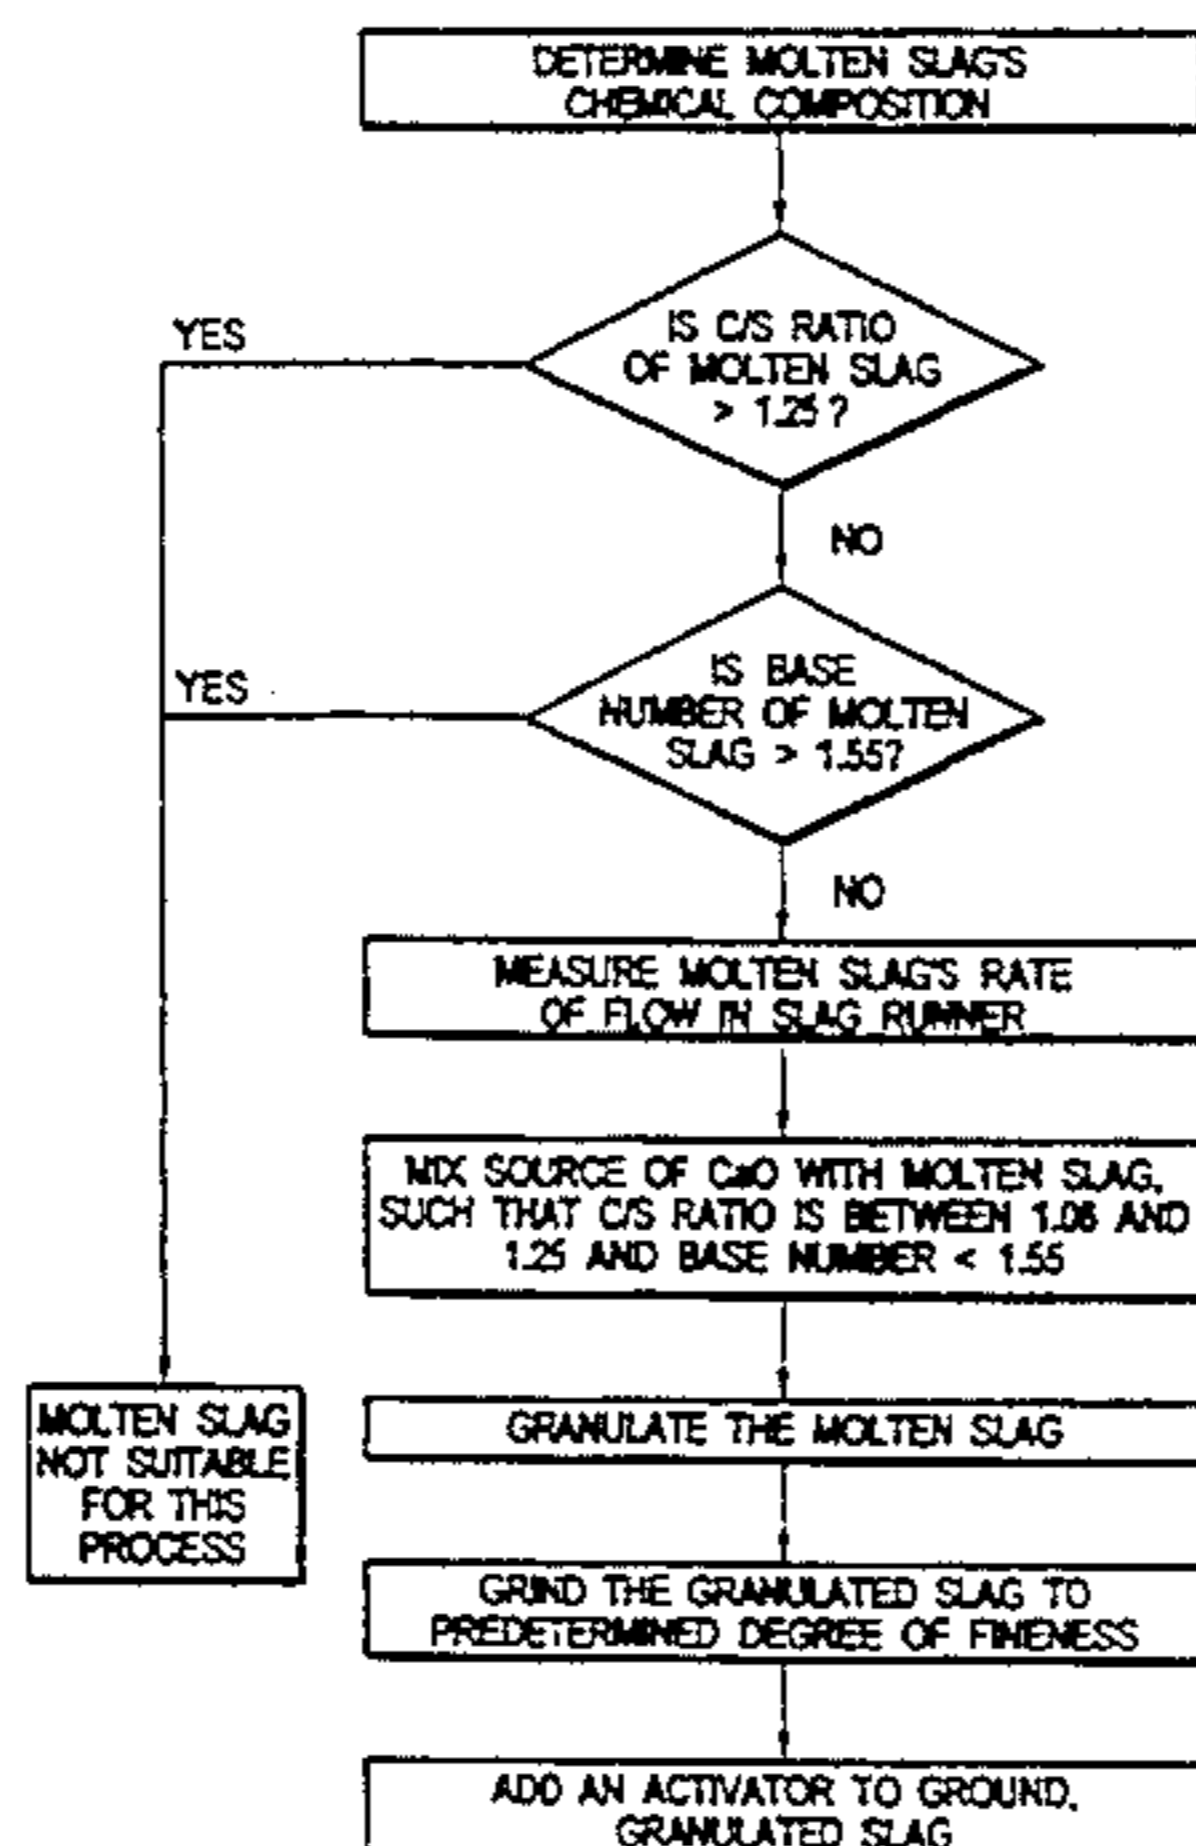 DETERMINE MOLTEN SLAG'S
CHEMICAL COMPOSITION
IS C/S RATIO
OF MOLTEN SLAG
> 1.25 ?
YES
NO
IS BASE
NUMBER OF MOLTEN
SLAG > 1.55?
YES
NO
MEASURE MOLTEN SLAG'S RATE
OF FLOW IN SLAG RUNNER
MIX SOURCE OF CaO WITH MOLTEN SLAG,
SUCH THAT C/S RATIO IS BETWEEN AND
1.25 AND BASE NUMBER < 1.55
GRANULATE THE MOLTEN SLAG
MOLTEN SLAG
NOT SUITABLE
FOR THIS
PROCESS
GRIND THE GRANULATED SLAG TO
PREDETERMINED DEGREE OF FINENESS
ADD AN ACTIVATOR TO GROUND,
GRANULATED SLAG